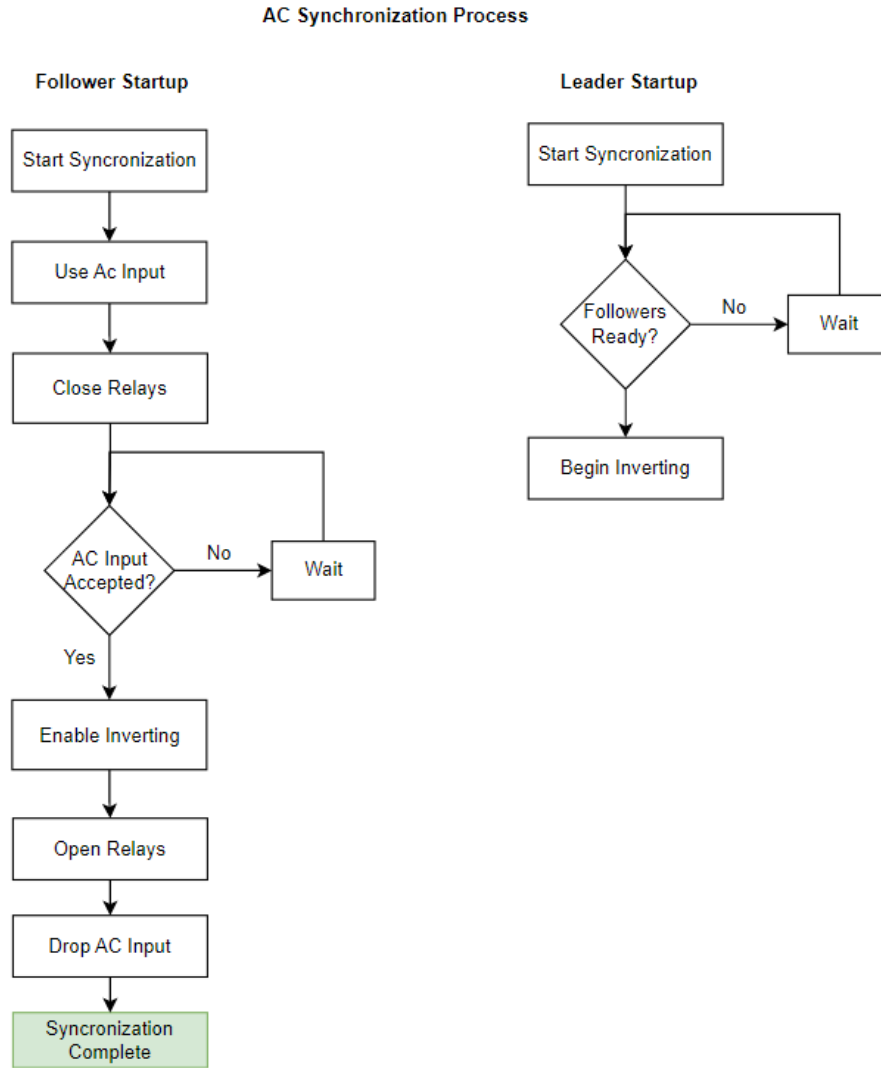 AC Synchronization Process
Follower Startup
Start Syncronization
Use Ac Input
Close Relays
AC Input
Accepted?
No
Wait
Yes
Enable Inverting
Open Relays
Drop AC Input
Syncronization
Complete
Leader Startup
Start Syncronization
Followers
Ready?
No
Wait
Begin Inverting